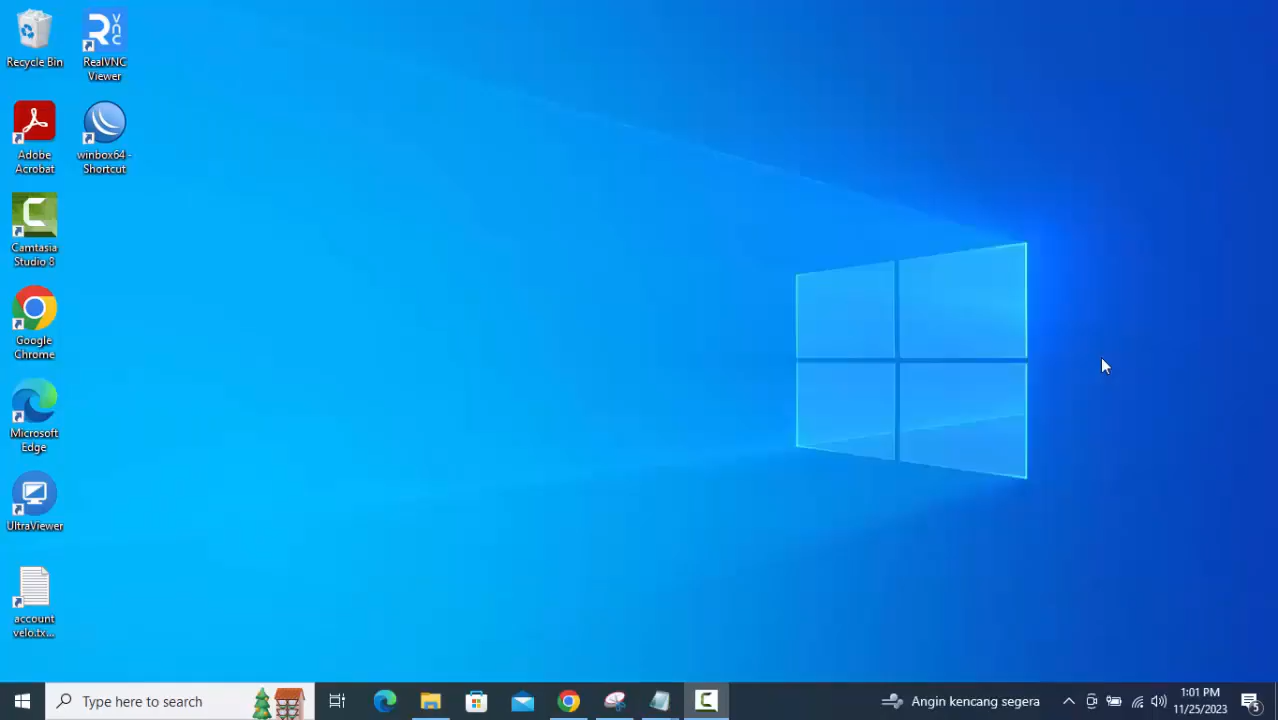 Recycle Bin
RealVNC
Viewer
Adobe
Acrobat
winbox64 -
Shortcut
Camtasia
Studio 8
Google
Chrome
Microsoft
Edge
UltraViewer
account
velo.tx...
Type here to search
Angin kencang segera
1:01 PM
11/25/2023
5